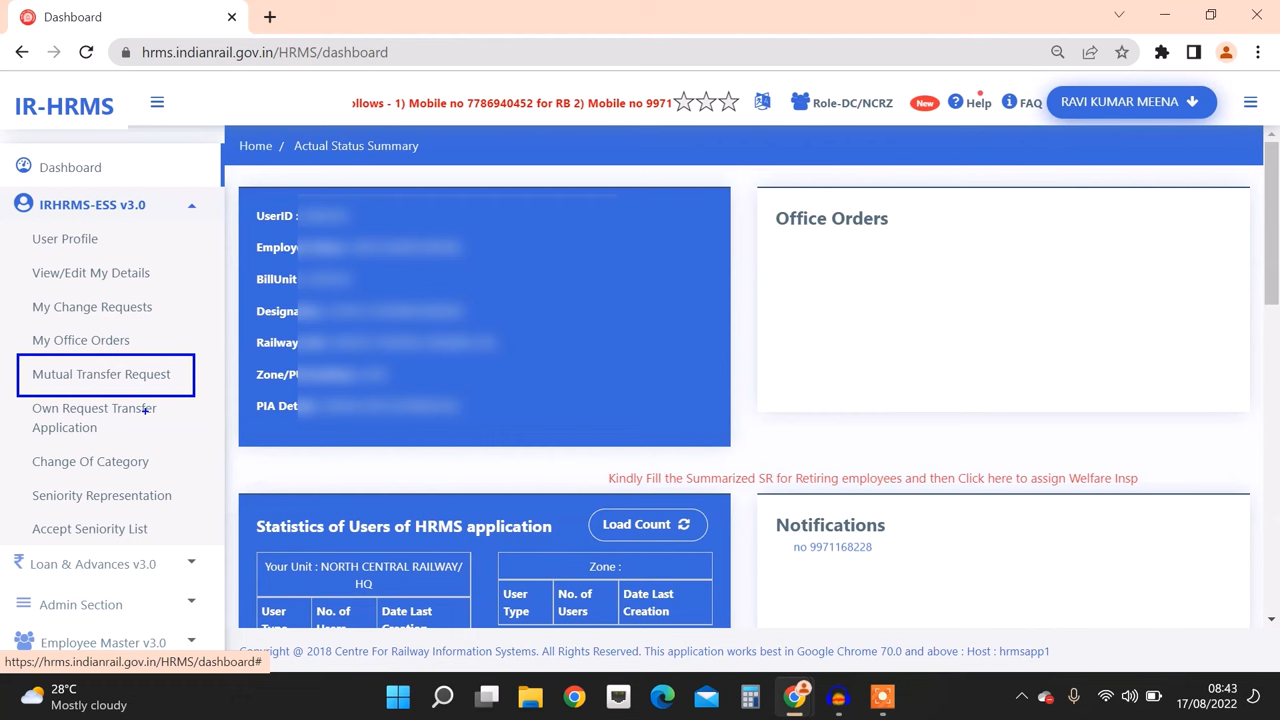 Dashboard
hrms.indianrail.gov.in/HRMS/dashboard
IR-HRMS
ollows - 1) Mobile no 7786940452 for RB 2) Mobile no 9971
Role-DC/NCRZ
New
Help
FAQ
RAVI KUMAR MEENA
Dashboard
IRHRMS-ESS v3.0
User Profile
View/Edit My Details
My Change Requests
My Office Orders
Mutual Transfer Request
Own Request Transfer
Application
Change Of Category
Seniority Representation
Accept Seniority List
Loan & Advances v3.0
Admin Section
Employee Master v3.0
https://hrms.indianrail.gov.in/HRMS/dashboard#
Home / Actual Status Summary
UserID :
Employ
BillUnit
Design
Railway
Zone/P
PIA Det
Office Orders
Kindly Fill the Summarized SR for Retiring employees and then Click here to assign Welfare Insp
Statistics of Users of HRMS application
Load Count
Your Unit : NORTH CENTRAL RAILWAY/
HQ
User
Type
No. of
Users
Date Last
Creation
Zone :
User
Type
No. of
Users
Date Last
Creation
Notifications
no 9971168228
Copyright @ 2018 Centre For Railway Information Systems. All Rights Reserved. This application works best in Google Chrome 70.0 and above : Host : hrmsapp1
28°C
Mostly cloudy
08:43
17/08/2022